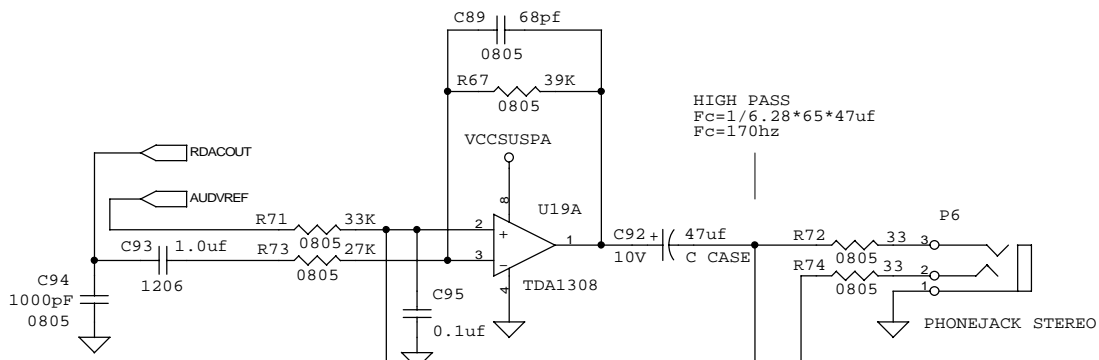 C89 68pf
0805
R67 39K
0805
HIGH PASS
Fc=1/6.28*65*47uf
Fc=170hz
VCCSUSPA
RDACOUT
AUDVREF
8
U19A
P6
R71 33K
0805
2
+
1
C92 + 47uf
10V C CASE
R72 33 3
0805
C93 1.0uf
1206
R73 27K
0805
3
-
R74 33 2
0805
1
C94
1000pF
0805
4
TDA1308
C95
0.1uf
PHONEJACK STEREO